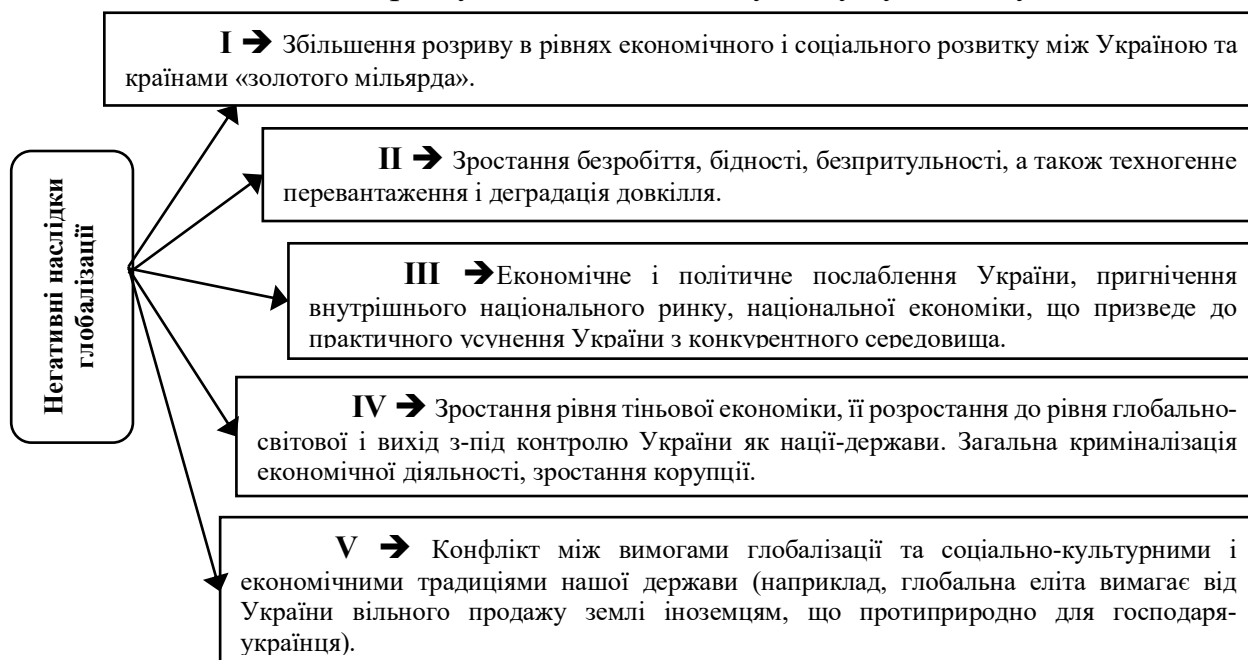 I ➔ Збільшення розриву в рівнях економічного і соціального розвитку між Україною та
країнами «золотого мільярда».
Негативні наслідки
глобалізації
II ➔ Зростання безробіття, бідності, безпритульності, а також техногенне
перевантаження і деградація довкілля.
III ➔Економічне і політичне послаблення України, пригнічення
внутрішнього національного ринку, національної економіки, що призведе до
практичного усунення України з конкурентного середовища.
IV ➔ Зростання рівня тіньової економіки, її розростання до рівня глобально-
світової і вихід з-під контролю України як нації-держави. Загальна криміналізація
економічної діяльності, зростання корупції.
V ➔ Конфлікт між вимогами глобалізації та соціально-культурними і
економічними традиціями нашої держави (наприклад, глобальна еліта вимагає від
України вільного продажу землі іноземцям, що протиприродно для господаря-
українця).